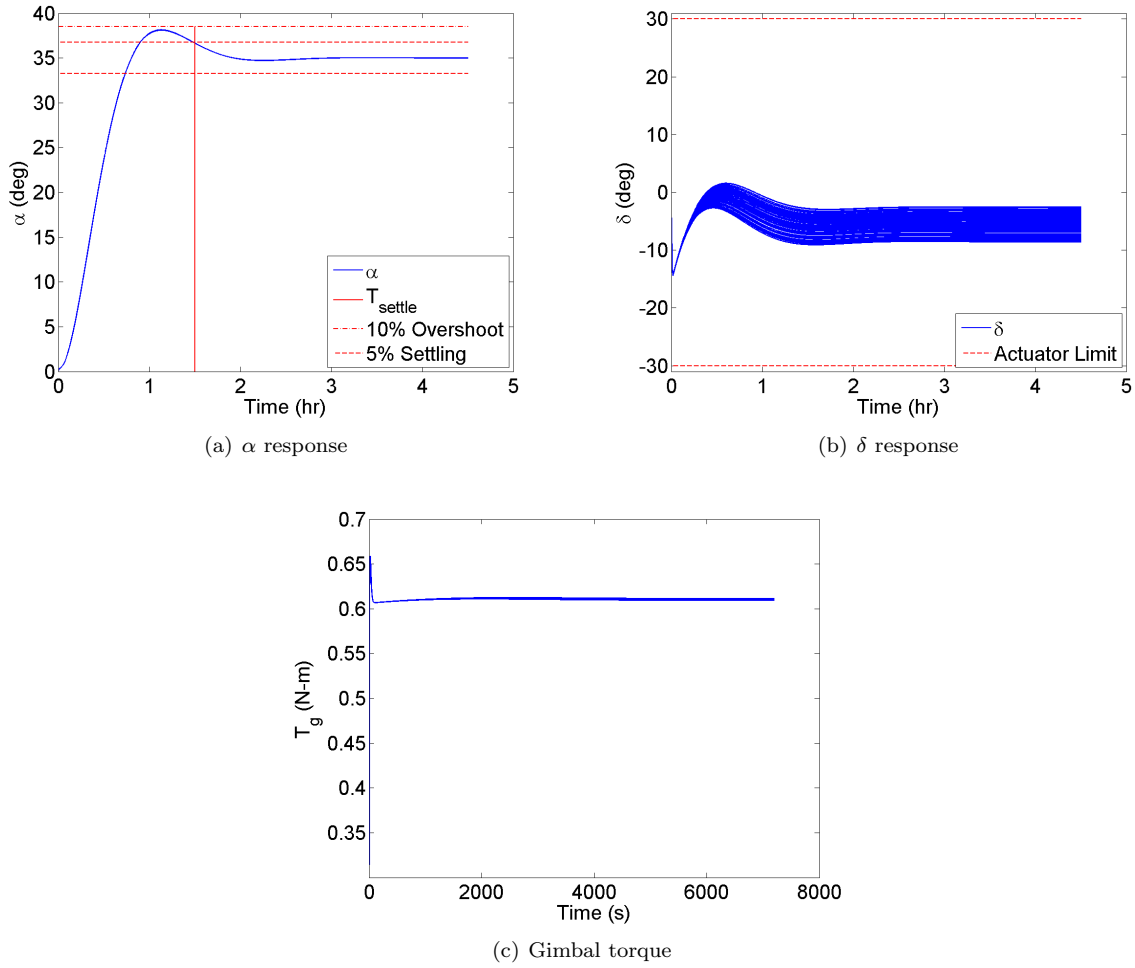 40
35
30
25
20
15
10
5
0
α (deg)
0 1 2 3 4 5
Time (hr)
α
T_settle
10% Overshoot
5% Settling
(a) α response
30
20
10
0
-10
-20
-30
δ (deg)
0 1 2 3 4 5
Time (hr)
δ
Actuator Limit
(b) δ response
0.7
0.65
0.6
0.55
0.5
0.45
0.4
0.35
T_g (N-m)
0 2000 4000 6000 8000
Time (s)
(c) Gimbal torque